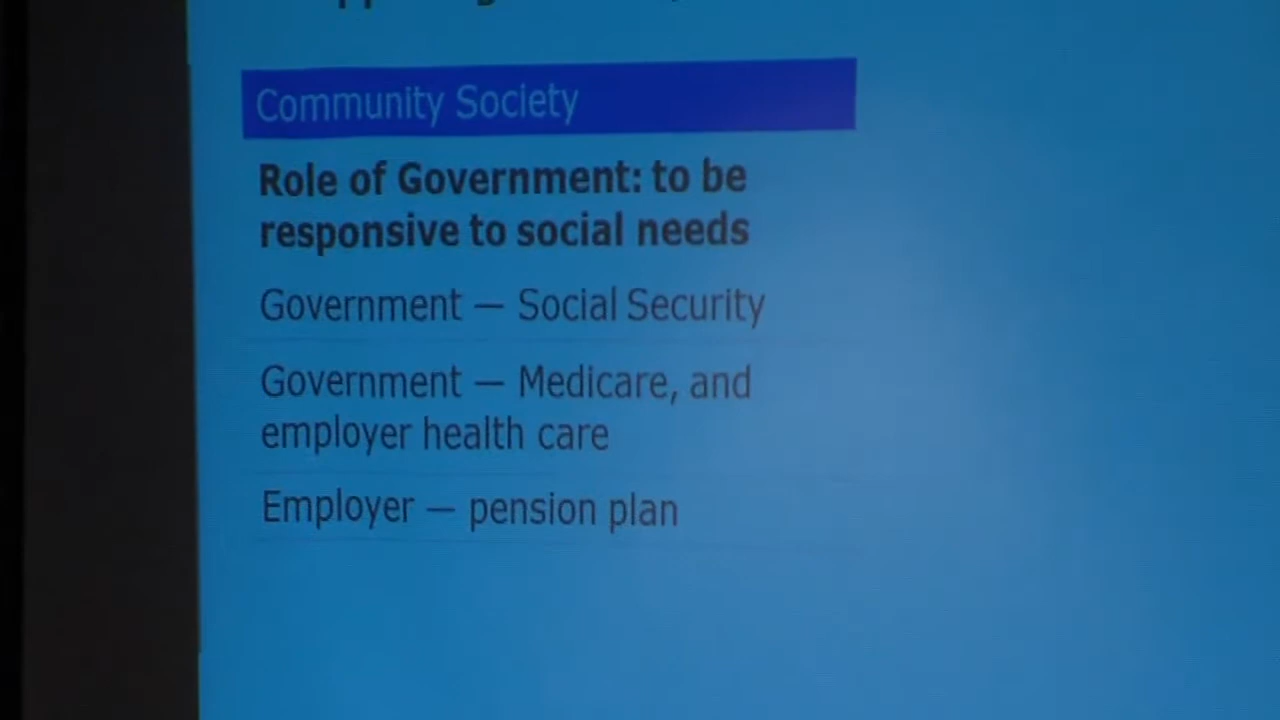 Community Society
Role of Government: to be
responsive to social needs
Government — Social Security
Government — Medicare, and
employer health care
Employer — pension plan